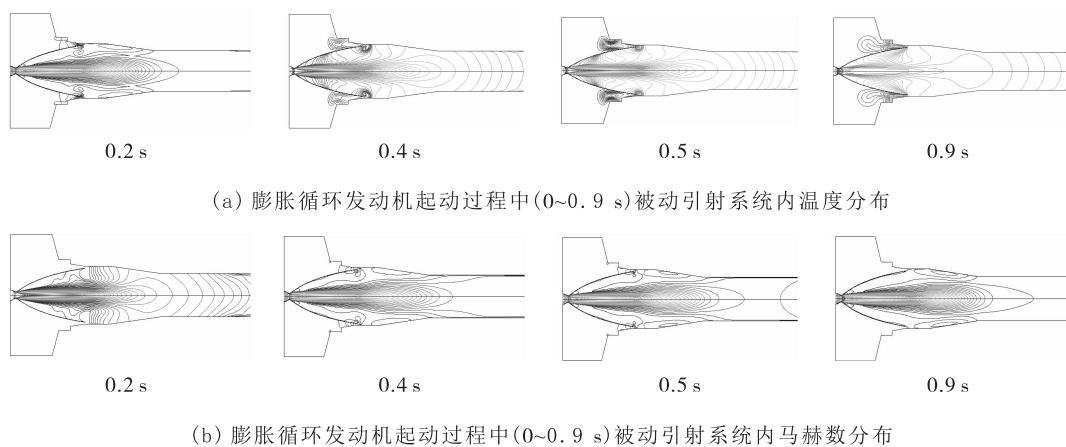 0.2 s 0.4 s 0.5 s 0.9 s
(a) 膨胀循环发动机起动过程中(0~0.9 s)被动引射系统内温度分布
0.2 s 0.4 s 0.5 s 0.9 s
(b) 膨胀循环发动机起动过程中(0~0.9 s)被动引射系统内马赫数分布